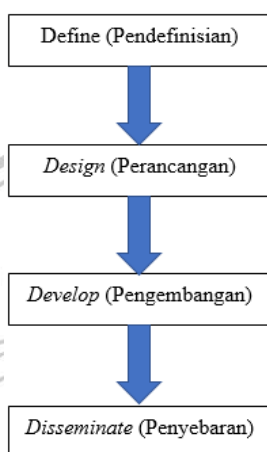 Define (Pendefinisian)
Design (Perancangan)
Develop (Pengembangan)
Disseminate (Penyebaran)